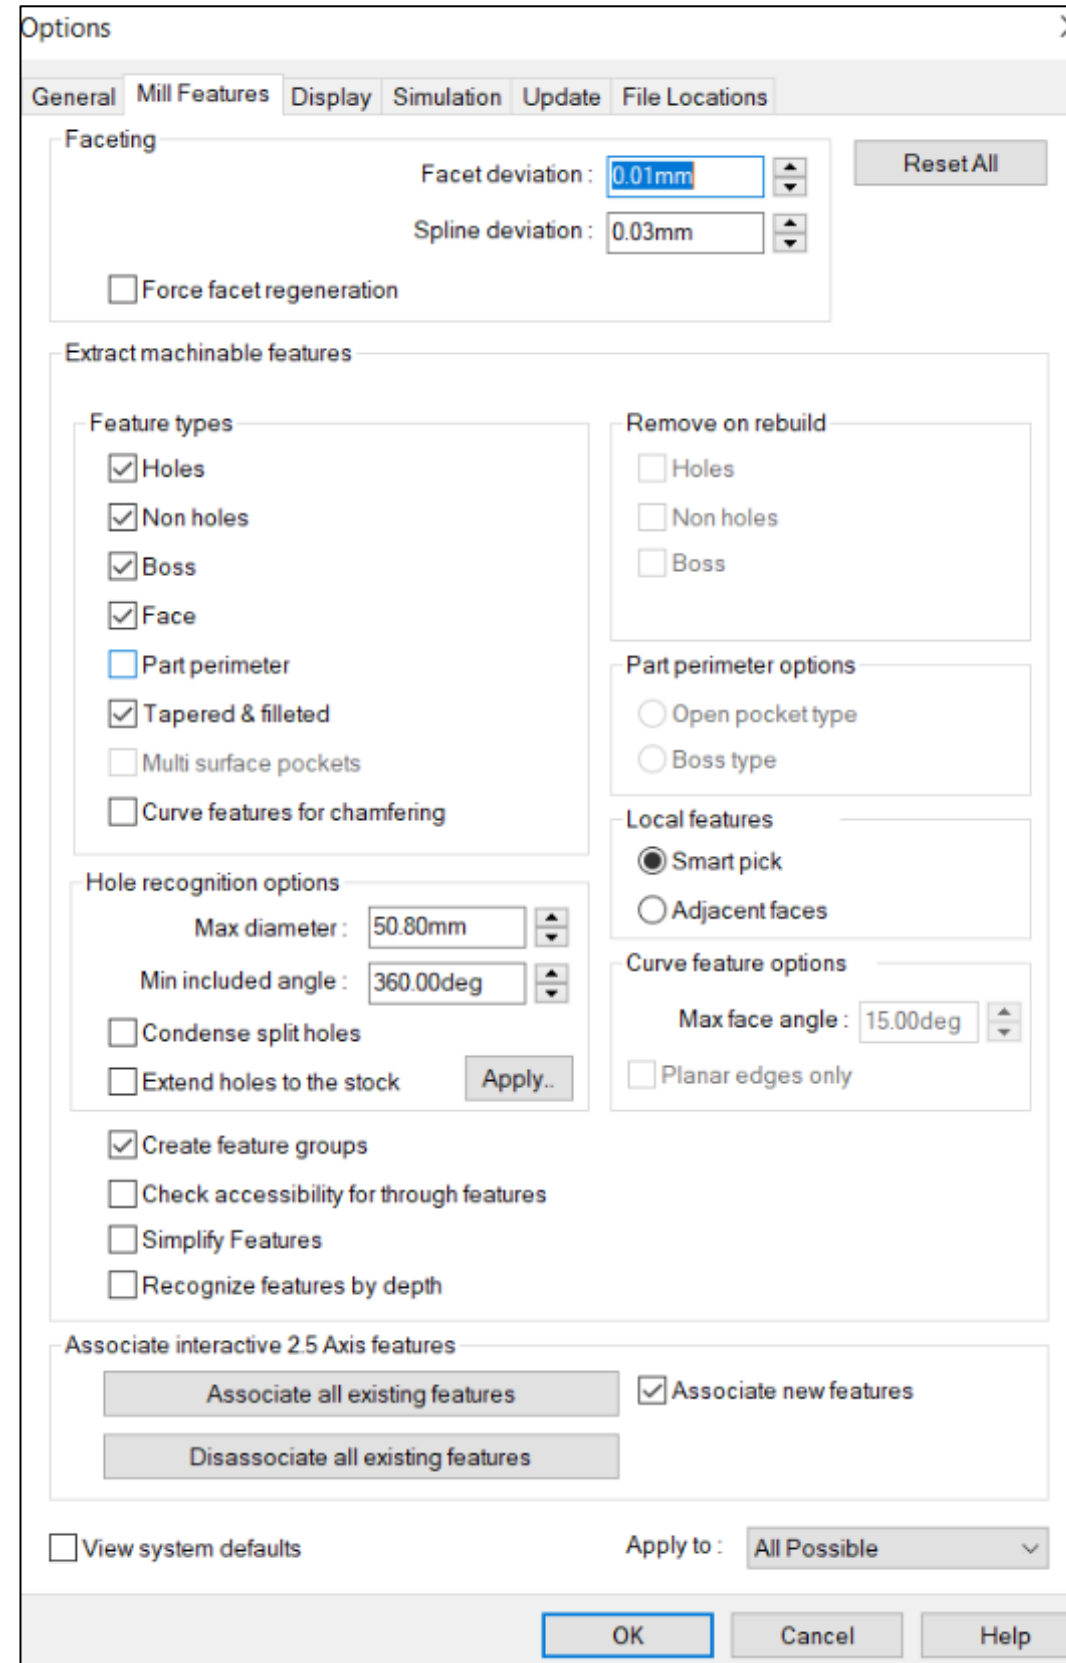 Options
General Mill Features Display Simulation Update File Locations
Faceting
Facet deviation : 0.01mm
Reset All
Spline deviation : 0.03mm
Force facet regeneration
Extract machinable features
Feature types
Holes
Non holes
Boss
Face
Part perimeter
Tapered & filleted
Multi surface pockets
Curve features for chamfering
Remove on rebuild
Holes
Non holes
Boss
Part perimeter options
Open pocket type
Boss type
Local features
Smart pick
Adjacent faces
Hole recognition options
Max diameter : 50.80mm
Min included angle : 360.00deg
Condense split holes
Extend holes to the stock Apply..
Curve feature options
Max face angle : 15.00deg
Planar edges only
Create feature groups
Check accessibility for through features
Simplify Features
Recognize features by depth
Associate interactive 2.5 Axis features
Associate all existing features
Associate new features
Disassociate all existing features
View system defaults
Apply to : All Possible
OK Cancel Help